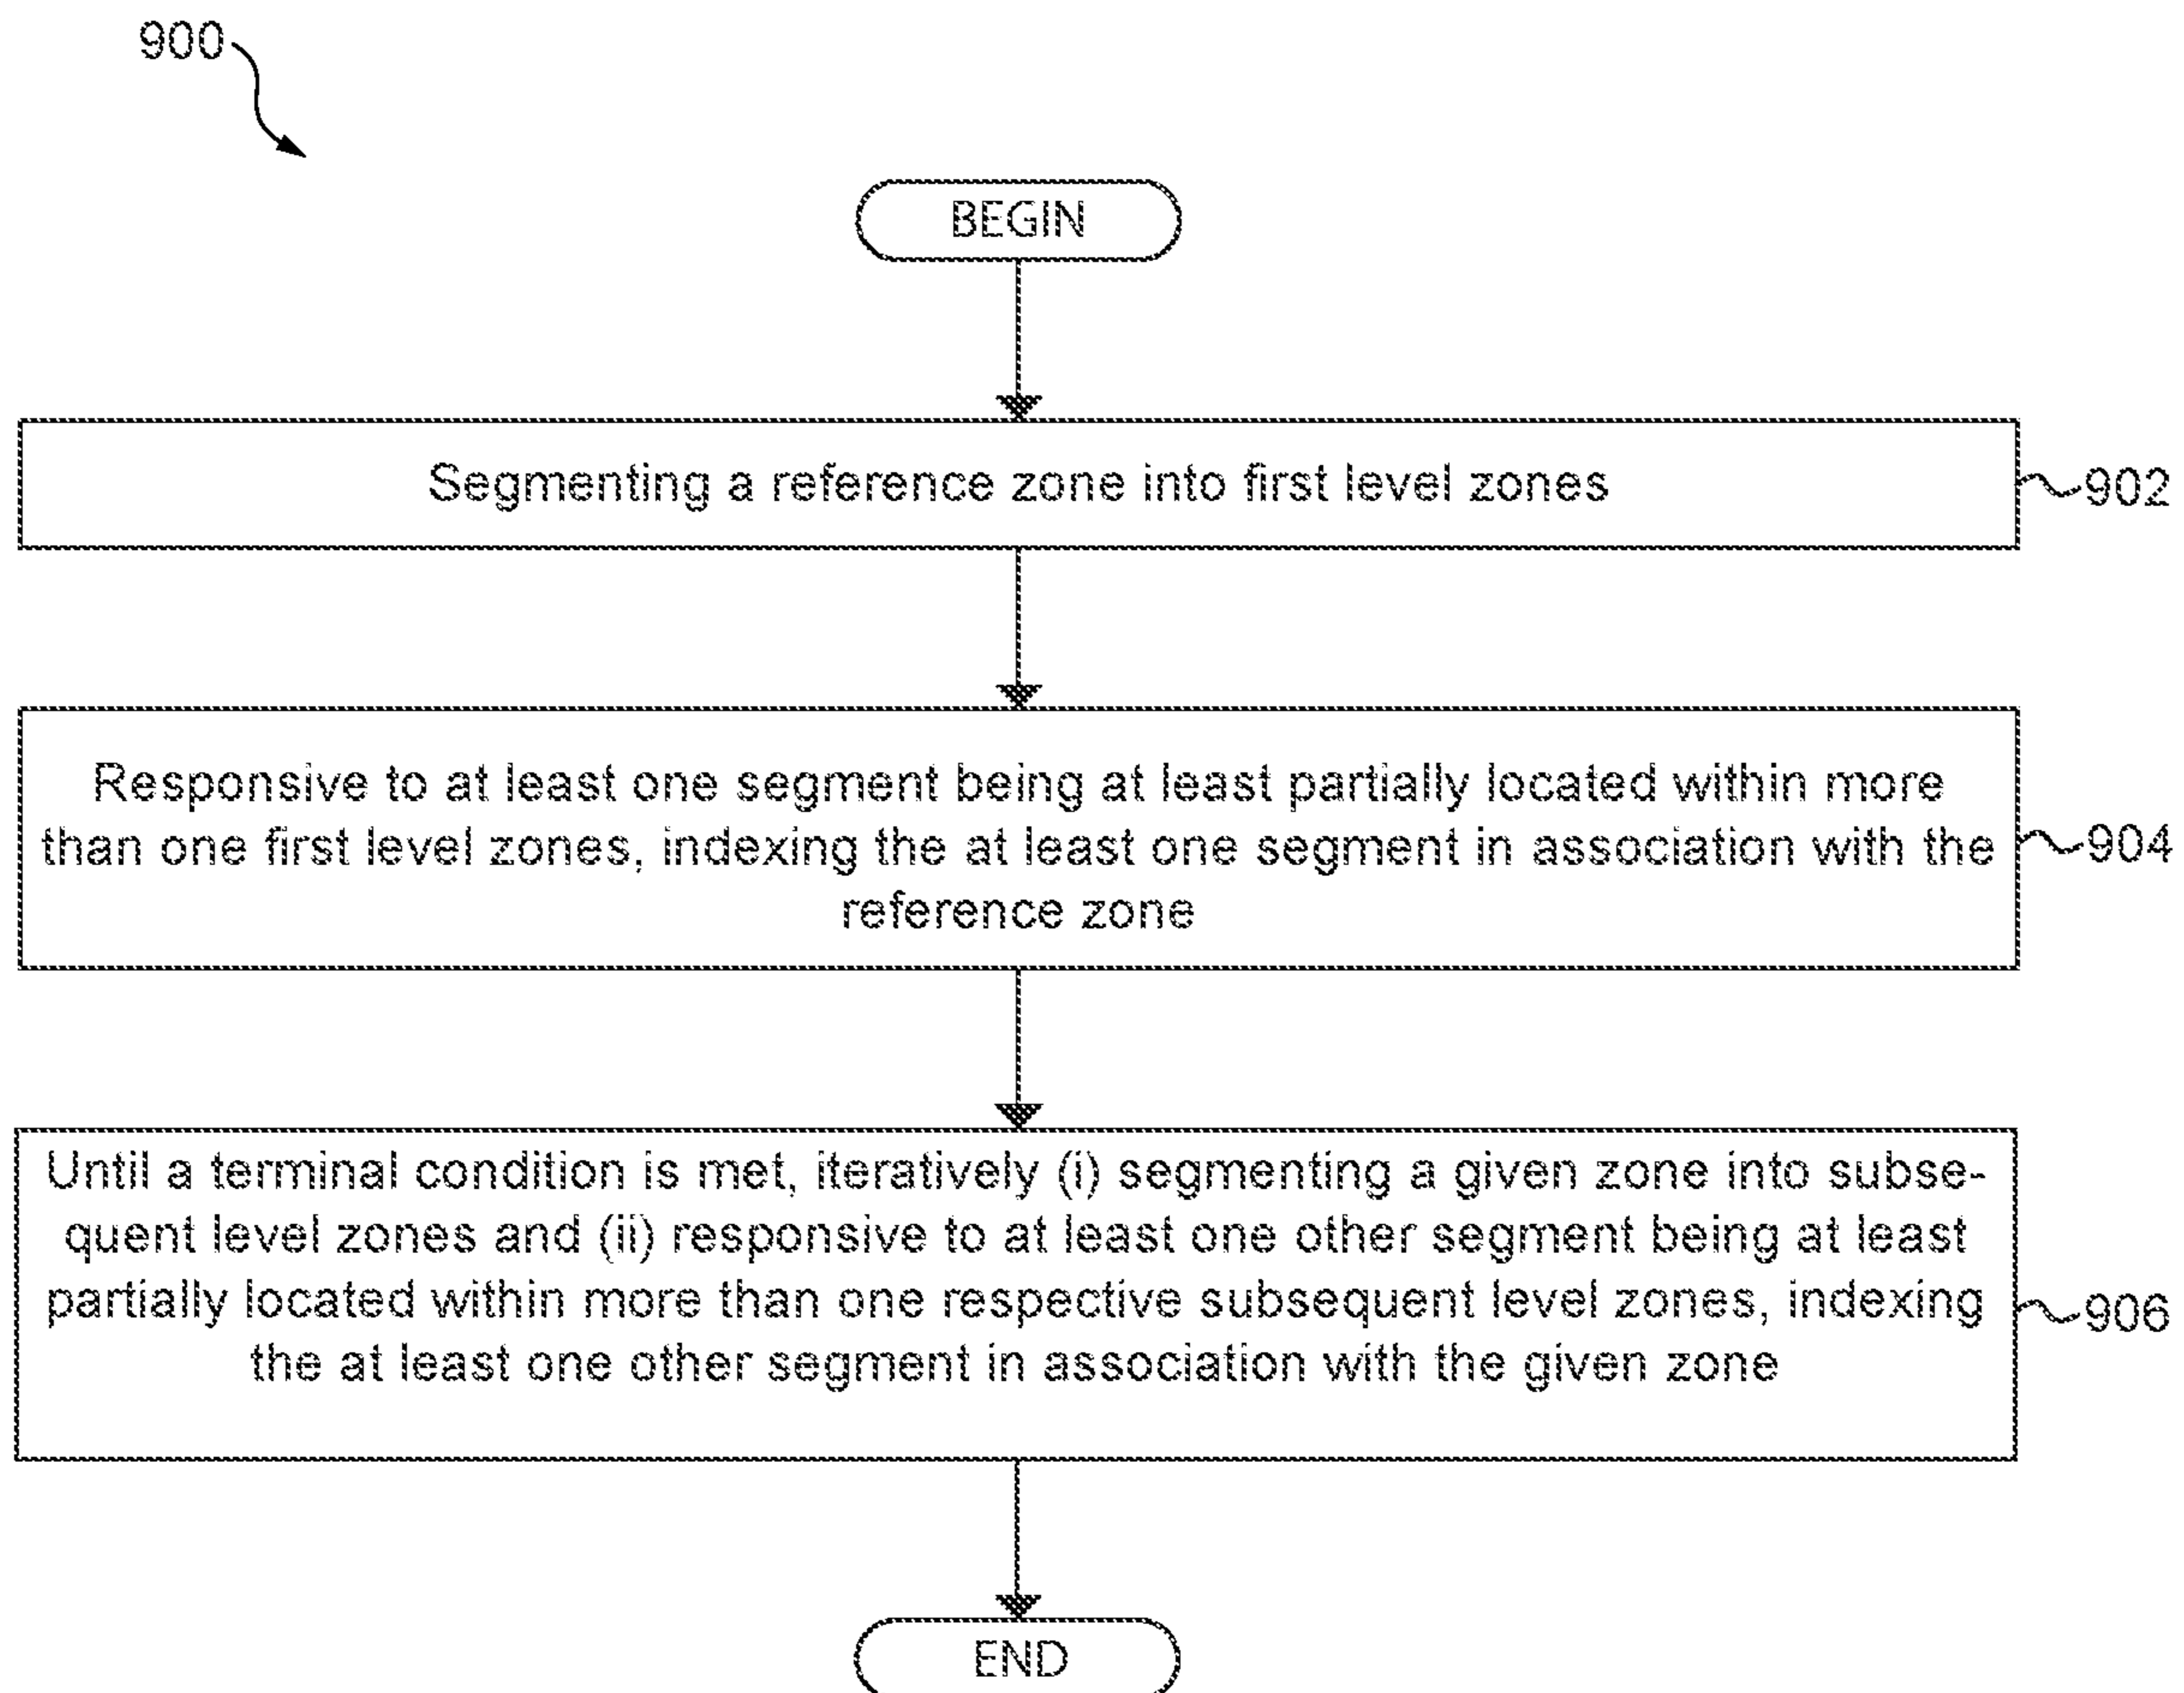 900
BEGIN
Segmenting a reference zone into first level zones
902
Responsive to at least one segment being at least partially located within more
than one first level zones, indexing the at least one segment in association with the
reference zone
904
Until a terminal condition is met, iteratively (i) segmenting a given zone into subse-
quent level zones and (ii) responsive to at least one other segment being at least
partially located within more than one respective subsequent level zones, indexing
the at least one other segment in association with the given zone
906
END